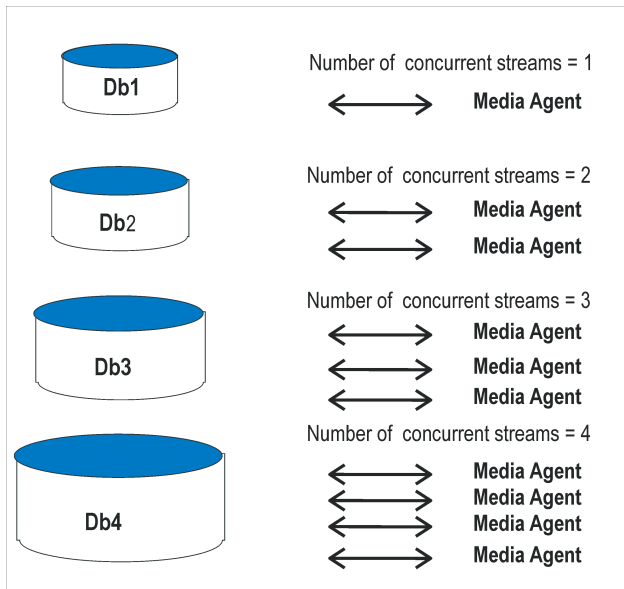 Db1
Number of concurrent streams = 1
Media Agent
Db2
Number of concurrent streams = 2
Media Agent
Media Agent
Db3
Number of concurrent streams = 3
Media Agent
Media Agent
Media Agent
Db4
Number of concurrent streams = 4
Media Agent
Media Agent
Media Agent
Media Agent